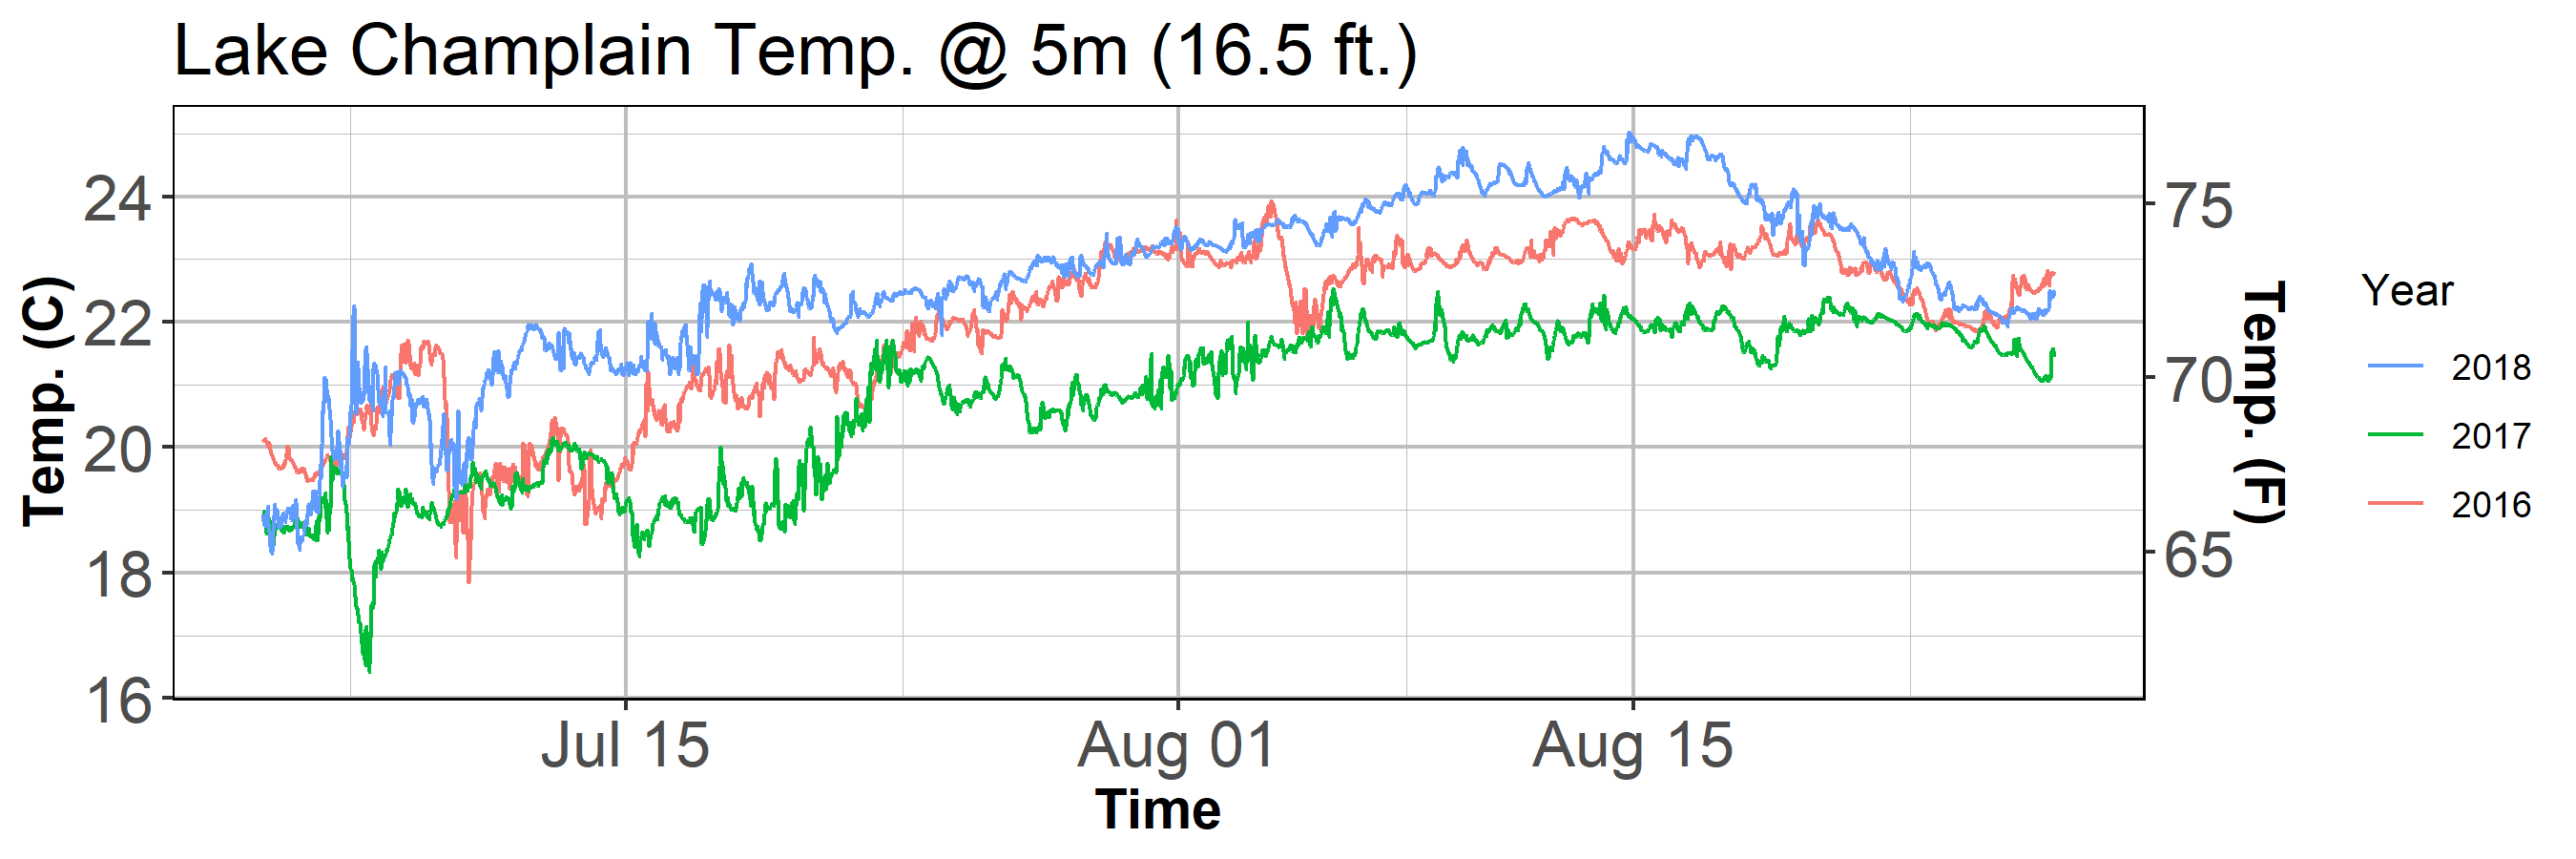 Lake Champlain Temp. @ 5m (16.5 ft.)
Temp. (C)
24
22
20
18
16
75
70
65
Temp. (F)
Jul 15
Aug 01
Aug 15
Time
Year
2018
2017
2016